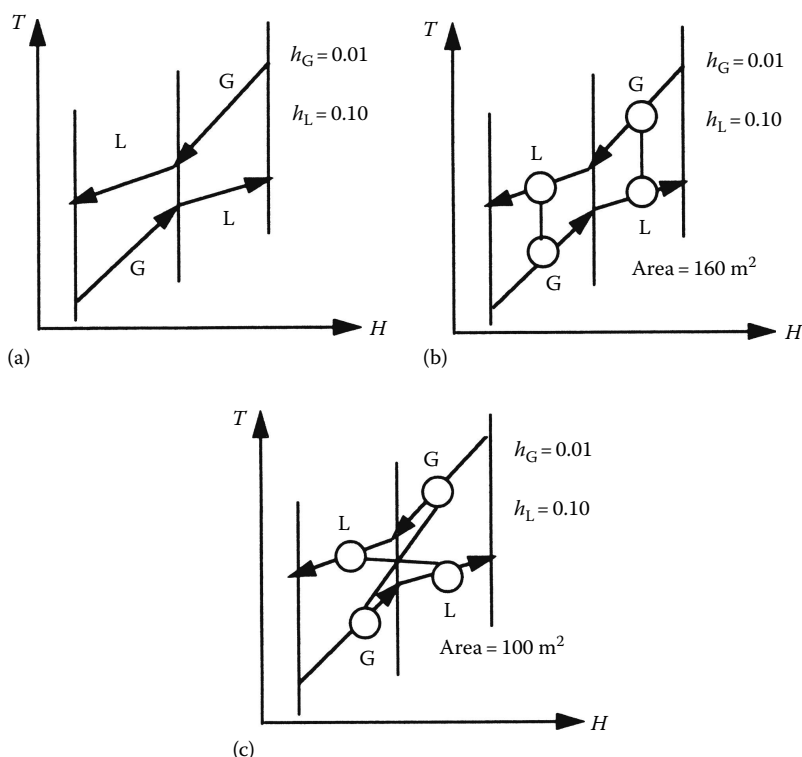 T
h_G = 0.01
G
h_L = 0.10
L
L
G
H
(a)
T
h_G = 0.01
G
h_L = 0.10
L
L
G
Area = 160 m²
H
(b)
T
h_G = 0.01
G
h_L = 0.10
L
L
Area = 100 m²
G
H
(c)